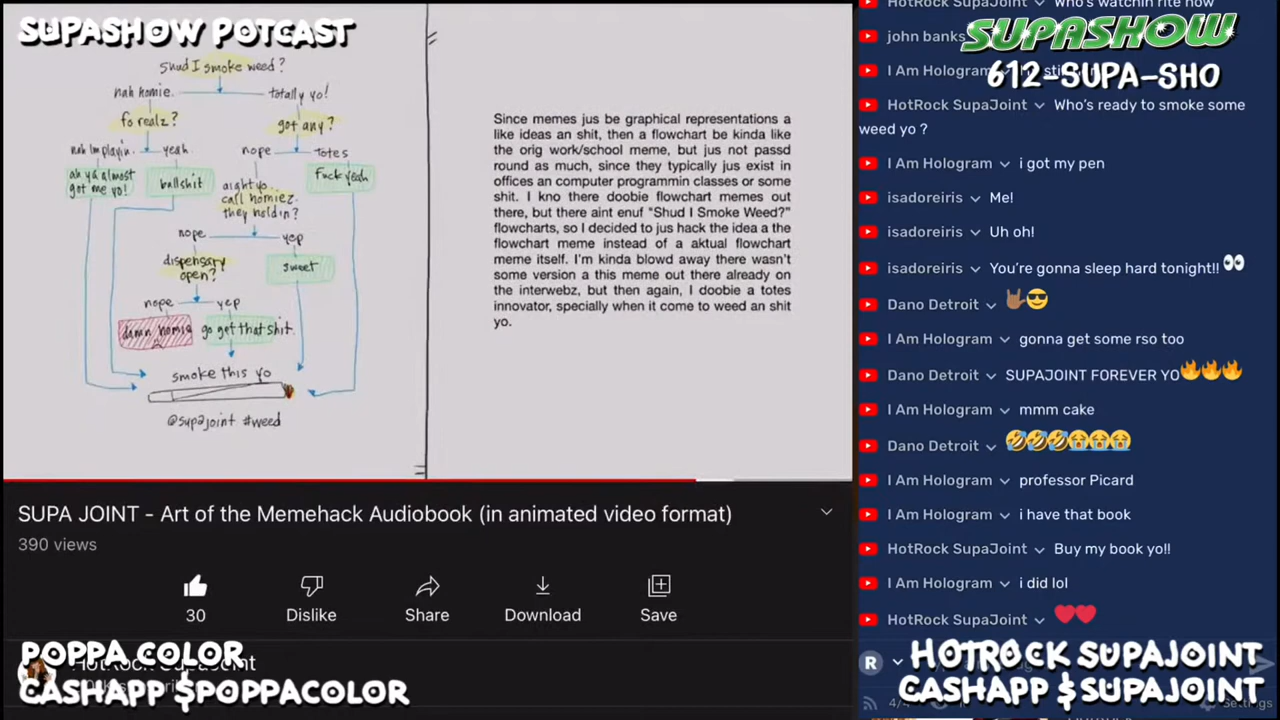 SUPASHOW POTCAST
shud I smoke weed?
nah homie.
totally yo!
fo realz?
got any?
nah Im playin.
yeah
nope
totes
ah ya almost
got me yo!
bullshit
aight yo
call homiez
they holdin?
Fuck yeah
nope
yep
dispensary
open?
sweet
nope
yep
damn homie
go get that shit.
smoke this yo
@supajoint #weed
Since memes jus be graphical representations a
like ideas an shit, then a flowchart be kinda like
the orig work/school meme, but jus not passd
round as much, since they typically jus exist in
offices an computer programmin classes or some
shit. I kno there doobie flowchart memes out
there, but there aint enuf "Shud I Smoke Weed?"
flowcharts, so I decided to jus hack the idea a the
flowchart meme instead of a aktual flowchart
meme itself. I'm kinda blowd away there wasn't
some version a this meme out there already on
the interwebz, but then again, I doobie a totes
innovator, specially when it come to weed an shit
yo.
SUPA JOINT - Art of the Memehack Audiobook (in animated video format)
390 views
30
Dislike
Share
Download
Save
HotRock SupaJoint
POPPA COLOR
CASHAPP $POPPACOLOR
HotRock SupaJoint Who's watchin rite now
john banks
SUPASHOW
I Am Hologram
612-SUPA-SHO
HotRock SupaJoint Who's ready to smoke some
weed yo ?
I Am Hologram i got my pen
isadoreiris Me!
isadoreiris Uh oh!
isadoreiris You're gonna sleep hard tonight!! 👀
Dano Detroit 🤘🏽😎
I Am Hologram gonna get some rso too
Dano Detroit SUPAJOINT FOREVER YO🔥🔥🔥
I Am Hologram mmm cake
Dano Detroit 🤣🤣🤣😭😭😭
I Am Hologram professor Picard
I Am Hologram i have that book
HotRock SupaJoint Buy my book yo!!
I Am Hologram i did lol
HotRock SupaJoint ❤️❤️
R
HOTROCK SUPAJOINT
CASHAPP $SUPAJOINT
Settings